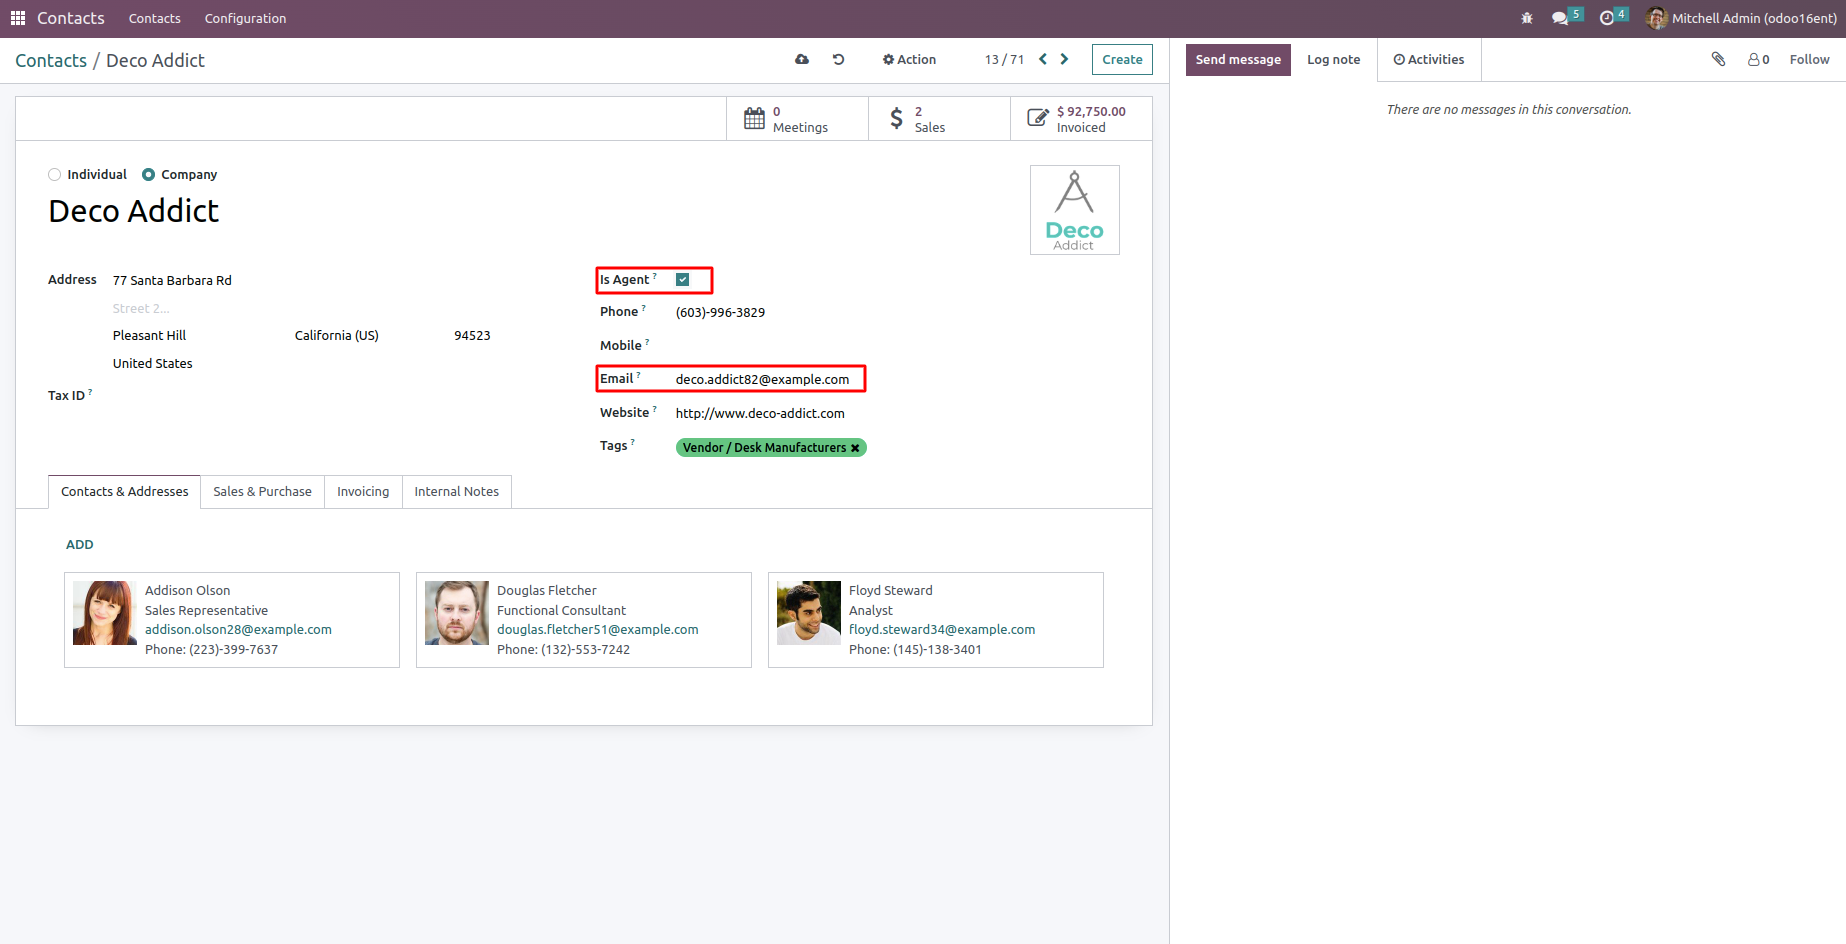 Contacts Contacts Configuration 5 4 Mitchell Admin (odoo16ent)
Contacts / Deco Addict Action 13 / 71 Create Send message Log note Activities 0 Follow
There are no messages in this conversation.
0 Meetings
2 Sales
$ 92,750.00 Invoiced
Individual Company
Deco Addict
Deco
Addict
Address 77 Santa Barbara Rd
Street 2...
Pleasant Hill California (US) 94523
United States
Tax ID ?
Is Agent ?
Phone ? (603)-996-3829
Mobile ?
Email ? deco.addict82@example.com
Website ? http://www.deco-addict.com
Tags ? Vendor / Desk Manufacturers ×
Contacts & Addresses Sales & Purchase Invoicing Internal Notes
ADD
Addison Olson
Sales Representative
addison.olson28@example.com
Phone: (223)-399-7637
Douglas Fletcher
Functional Consultant
douglas.fletcher51@example.com
Phone: (132)-553-7242
Floyd Steward
Analyst
floyd.steward34@example.com
Phone: (145)-138-3401